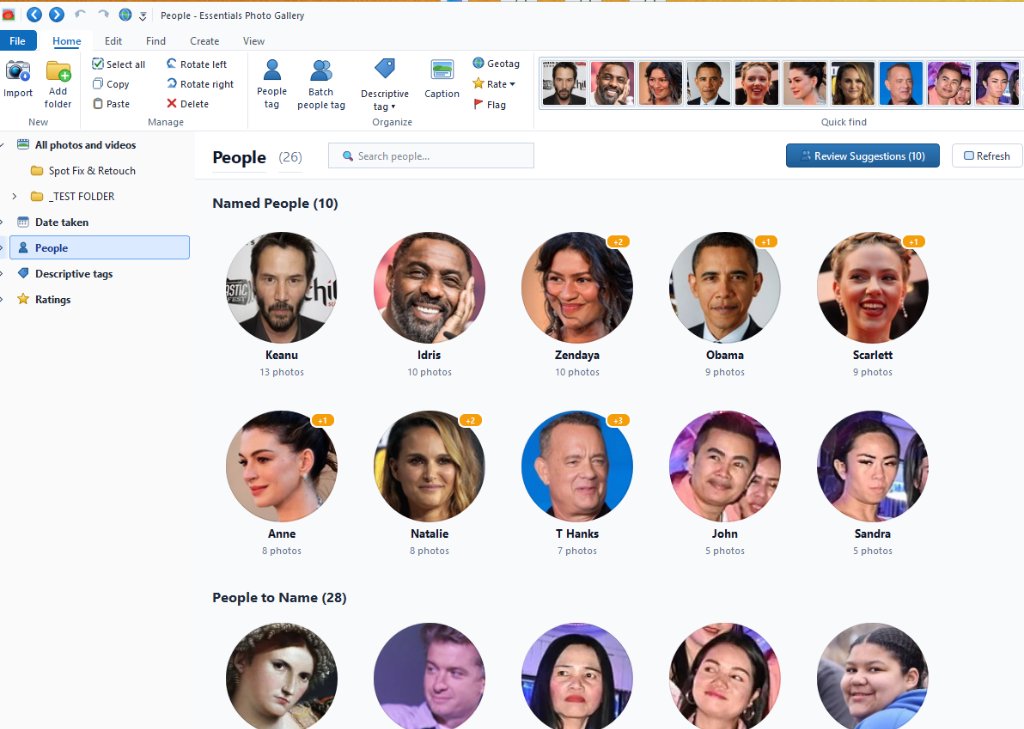 People - Essentials Photo Gallery
File Home Edit Find Create View
Import
Add folder
New
Select all
Copy
Paste
Rotate left
Rotate right
Delete
Manage
People tag
Batch people tag
Descriptive tag
Caption
Geotag
Rate
Flag
Organize
Quick find
All photos and videos
Spot Fix & Retouch
_TEST FOLDER
Date taken
People
Descriptive tags
Ratings
People (26)
Search people...
Review Suggestions (10)
Refresh
Named People (10)
+2 +1 +1
Keanu Idris Zendaya Obama Scarlett
13 photos 10 photos 10 photos 9 photos 9 photos
+1 +2 +3
Anne Natalie T Hanks John Sandra
8 photos 8 photos 7 photos 5 photos 5 photos
People to Name (28)